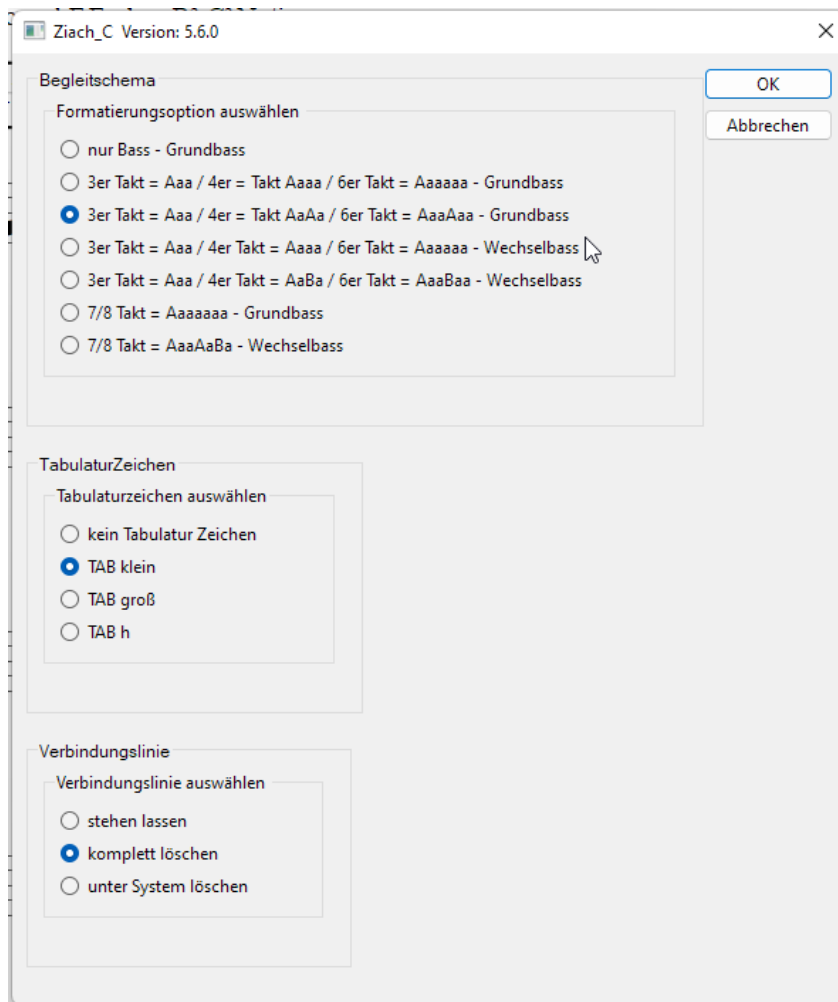 Ziach_C Version: 5.6.0
Begleitschema
OK
Formatierungsoption auswählen
Abbrechen
nur Bass - Grundbass
3er Takt = Aaa / 4er = Takt Aaaa / 6er Takt = Aaaaaa - Grundbass
3er Takt = Aaa / 4er = Takt AaAa / 6er Takt = AaaAaa - Grundbass
3er Takt = Aaa / 4er Takt = Aaaa / 6er Takt = Aaaaaa - Wechselbass
3er Takt = Aaa / 4er Takt = AaBa / 6er Takt = AaaBaa - Wechselbass
7/8 Takt = Aaaaaaa - Grundbass
7/8 Takt = AaaAaBa - Wechselbass
TabulaturZeichen
Tabulaturzeichen auswählen
kein Tabulatur Zeichen
TAB klein
TAB groß
TAB h
Verbindungslinie
Verbindungslinie auswählen
stehen lassen
komplett löschen
unter System löschen